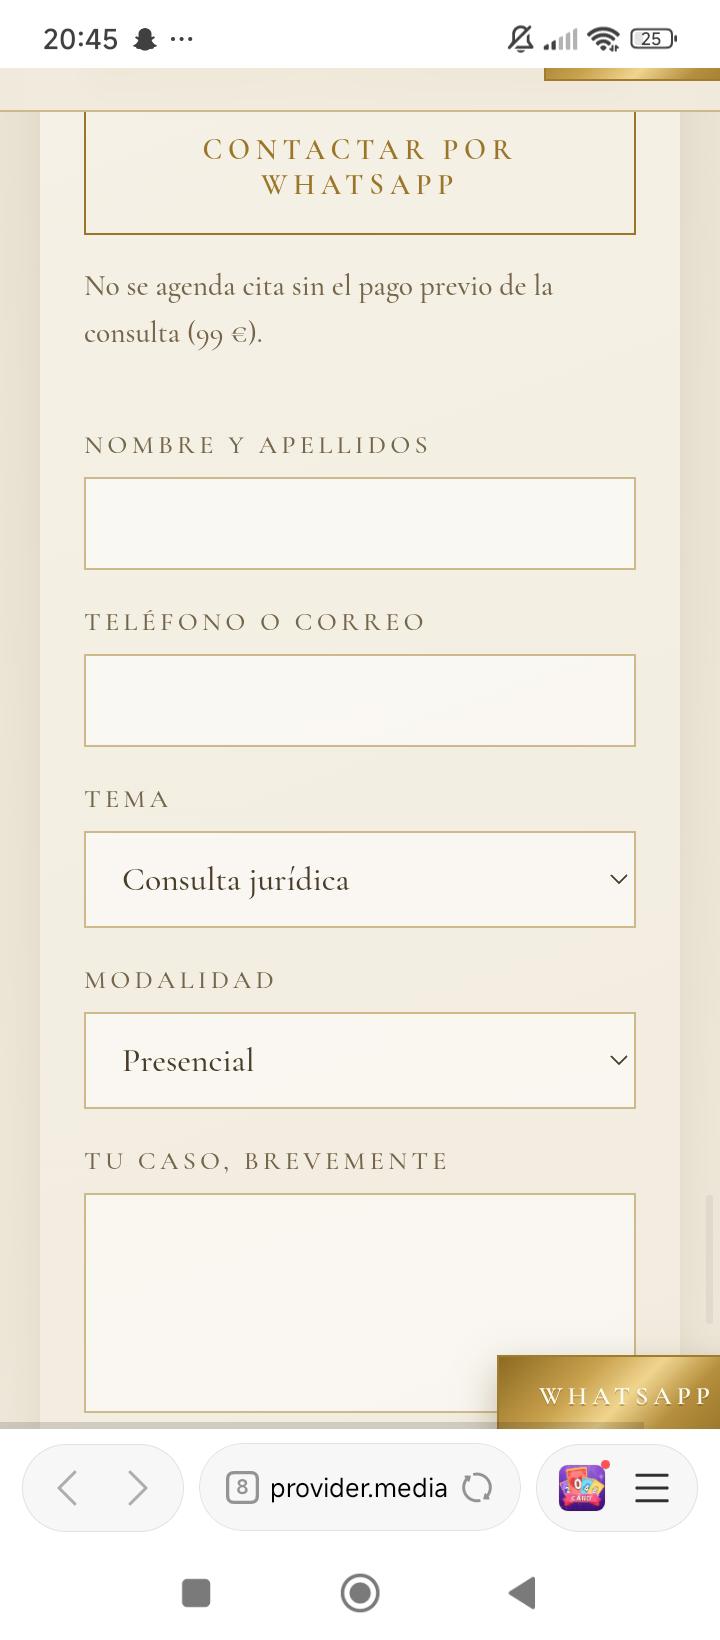 20:45
25
CONTACTAR POR
WHATSAPP
No se agenda cita sin el pago previo de la
consulta (99 €).
NOMBRE Y APELLIDOS
TELÉFONO O CORREO
TEMA
Consulta jurídica
MODALIDAD
Presencial
TU CASO, BREVEMENTE
WHATSAPP
8 provider.media